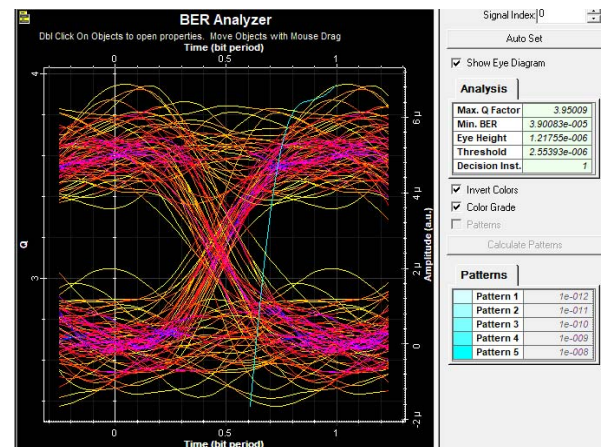 BER Analyzer
Dbl Click On Objects to open properties. Move Objects with Mouse Drag
Time (bit period)
0 0.5 1
4
3
Q
6 µ
4 µ
2 µ
0
-2 µ
Amplitude (a.u.)
0 0.5 1
Time (bit period)
Signal Index: 0
Auto Set
Show Eye Diagram
Analysis
Max. Q Factor 3.95009
Min. BER 3.90083e-005
Eye Height 1.21755e-006
Threshold 2.55393e-006
Decision Inst. 1
Invert Colors
Color Grade
Patterns
Calculate Patterns
Patterns
Pattern 1 1e-012
Pattern 2 1e-011
Pattern 3 1e-010
Pattern 4 1e-009
Pattern 5 1e-008